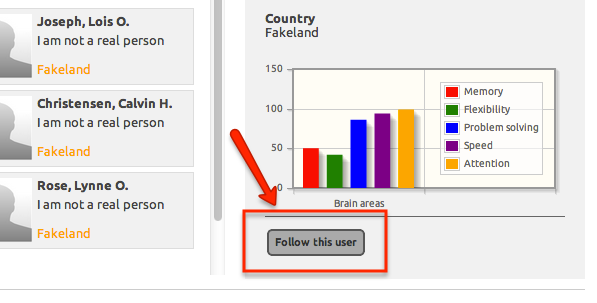 Joseph, Lois O.
I am not a real person
Fakeland
Christensen, Calvin H.
I am not a real person
Fakeland
Rose, Lynne O.
I am not a real person
Fakeland
Country
Fakeland
150
100
50
0
Memory
Flexibility
Problem solving
Speed
Attention
Brain areas
Follow this user